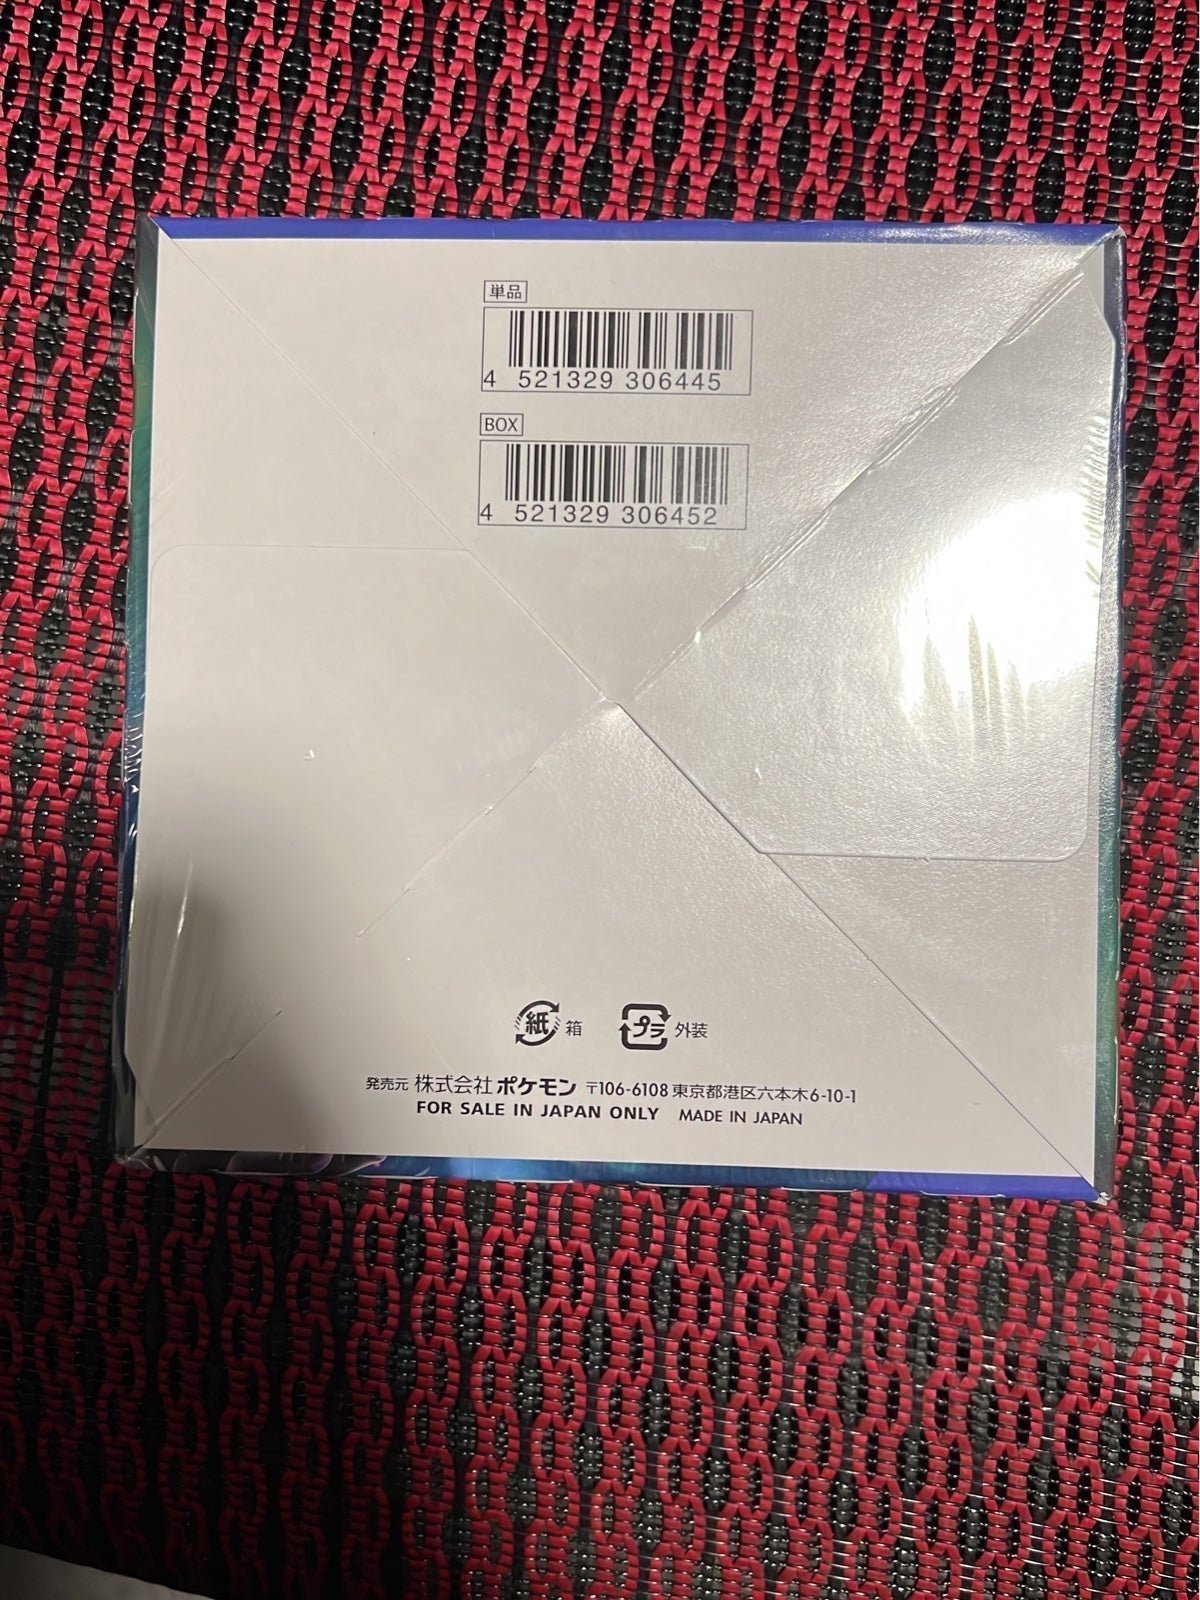 単品
4 521329 306445
BOX
4 521329 306452
紙 箱 プラ 外装
発売元 株式会社ポケモン 〒106-6108 東京都港区六本木6-10-1
FOR SALE IN JAPAN ONLY MADE IN JAPAN